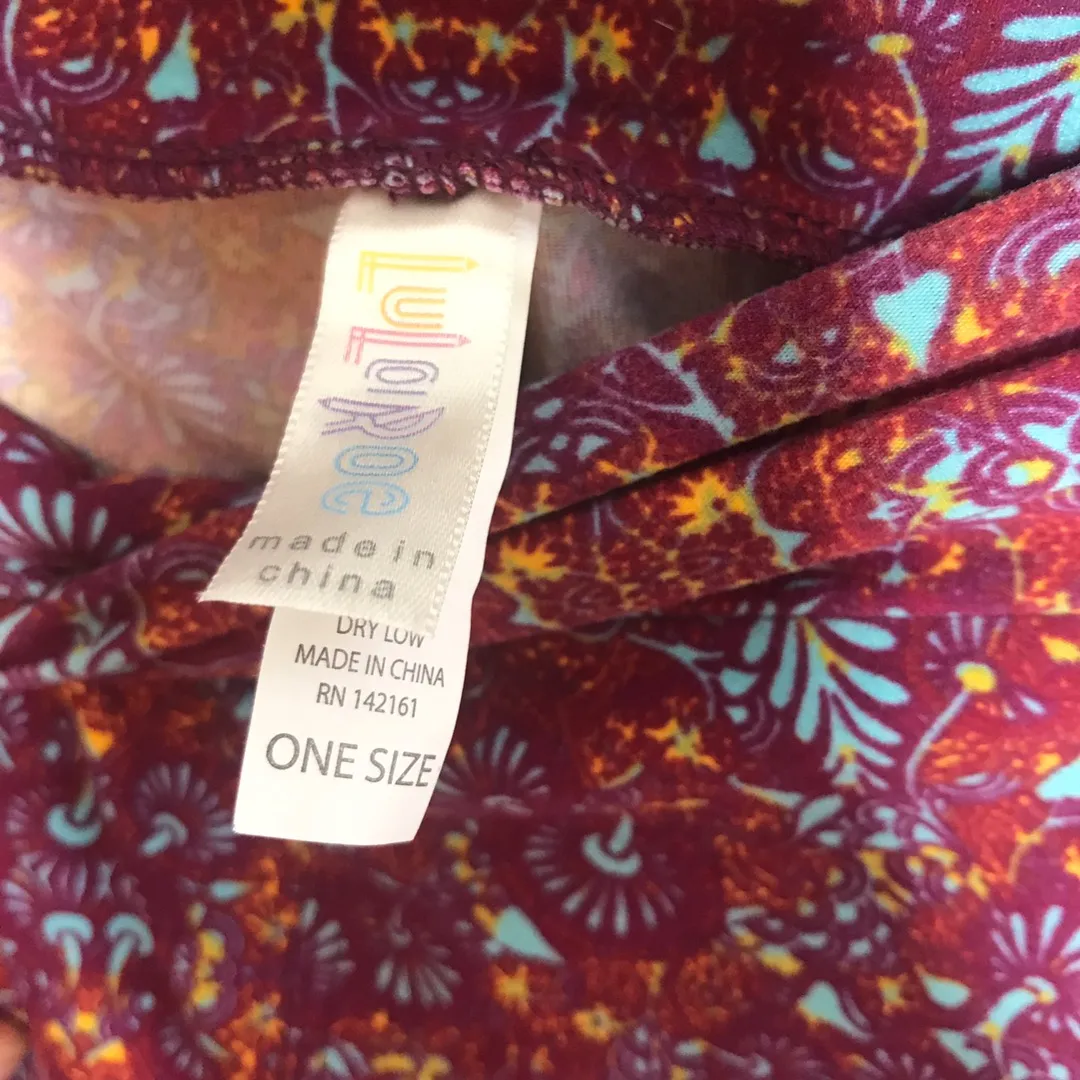 LuLaRoe
made in
china
DRY LOW
MADE IN CHINA
RN 142161
ONE SIZE